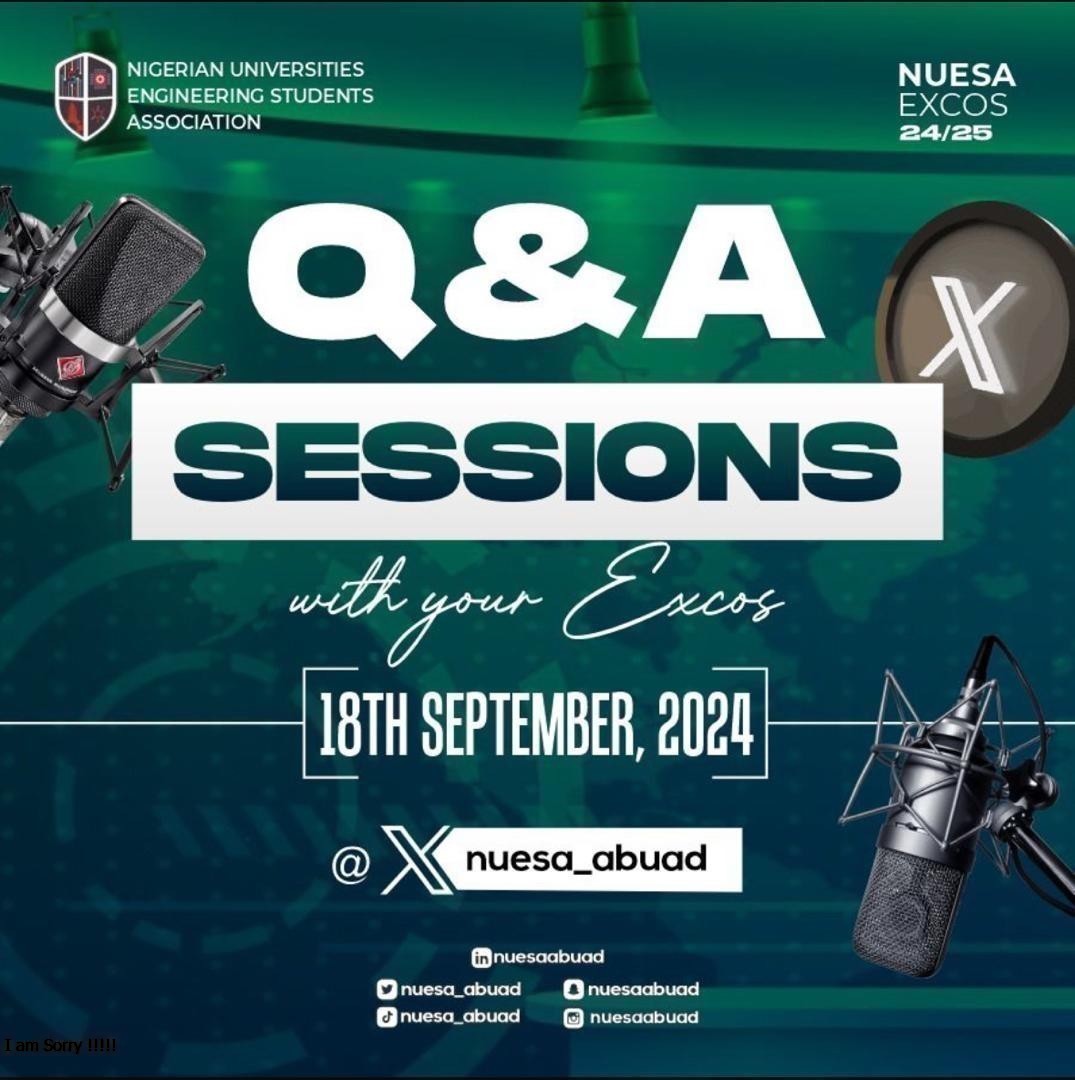 NIGERIAN UNIVERSITIES
ENGINEERING STUDENTS
ASSOCIATION
NUESA
EXCOS
24/25
Q&A
SESSIONS
with your Excos
18TH SEPTEMBER, 2024
@ X nuesa_abuad
in nuesaabuad
nuesa_abuad
nuesaabuad
nuesa_abuad
nuesaabuad
I am Sorry !!!!!